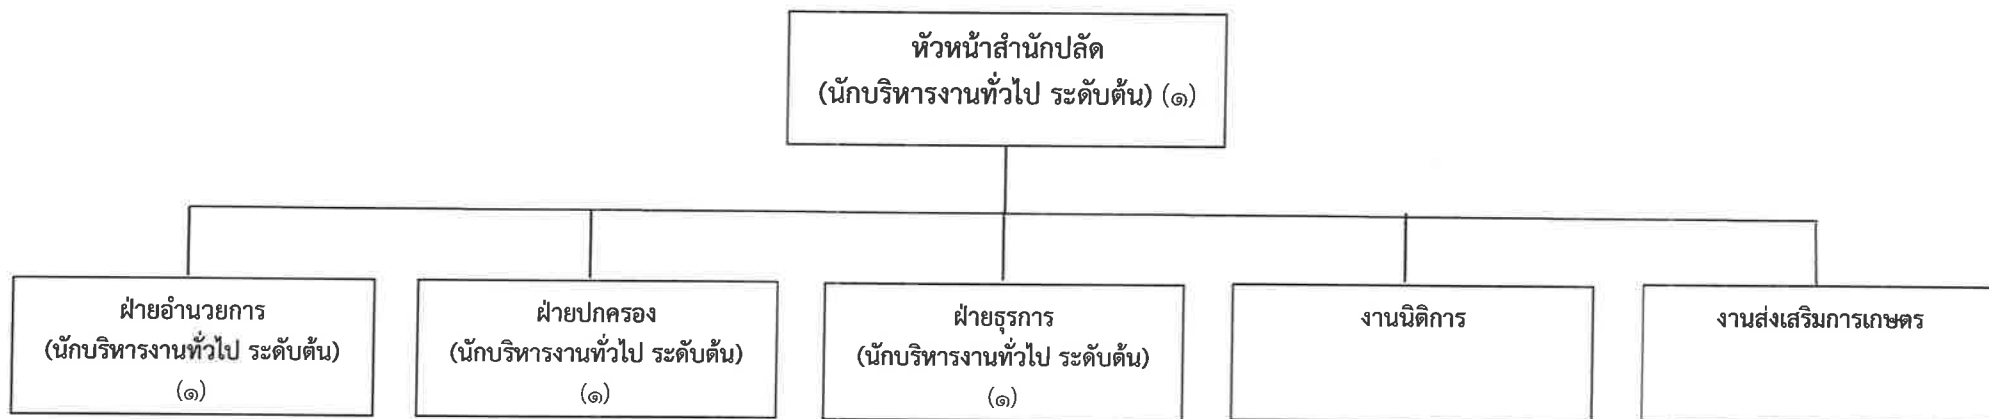 หัวหน้าสำนักปลัด
(นักบริหารงานทั่วไป ระดับต้น) (๑)
ฝ่ายอำนวยการ
(นักบริหารงานทั่วไป ระดับต้น)
(๑)
ฝ่ายปกครอง
(นักบริหารงานทั่วไป ระดับต้น)
(๑)
ฝ่ายธุรการ
(นักบริหารงานทั่วไป ระดับต้น)
(๑)
งานนิติการ
งานส่งเสริมการเกษตร